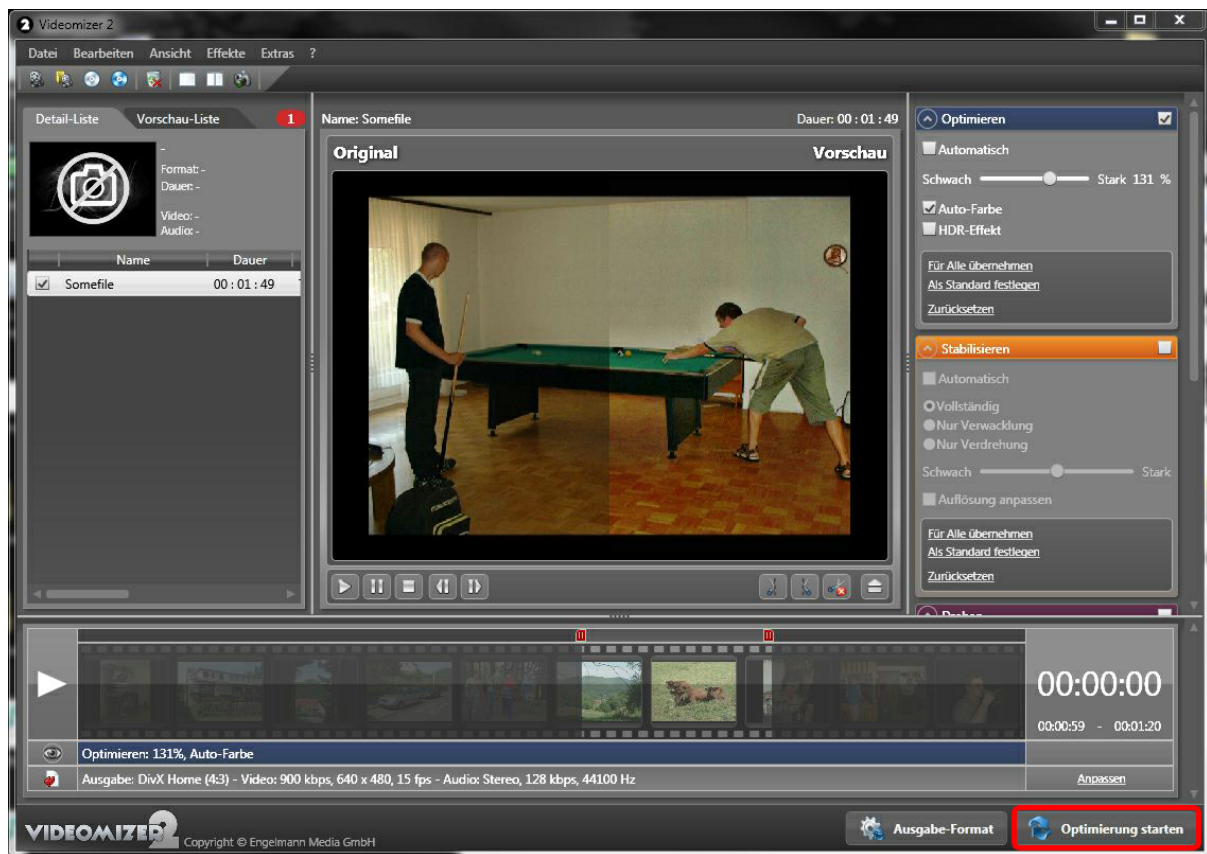 Videomizer 2
Datei Bearbeiten Ansicht Effekte Extras ?
Detail-Liste Vorschau-Liste 1
-
Format: -
Dauer: -
Video: -
Audio: -
Name Dauer
Somefile 00 : 01 : 49
Name: Somefile Dauer: 00 : 01 : 49
Original Vorschau
Optimieren
Automatisch
Schwach Stark 131 %
Auto-Farbe
HDR-Effekt
Für Alle übernehmen
Als Standard festlegen
Zurücksetzen
Stabilisieren
Automatisch
Vollständig
Nur Verwacklung
Nur Verdrehung
Schwach Stark
Auflösung anpassen
Für Alle übernehmen
Als Standard festlegen
Zurücksetzen
00:00:00
00:00:59 - 00:01:20
Optimieren: 131%, Auto-Farbe
Ausgabe: DivX Home (4:3) - Video: 900 kbps, 640 x 480, 15 fps - Audio: Stereo, 128 kbps, 44100 Hz Anpassen
VIDEOMIZER 2 Copyright © Engelmann Media GmbH
Ausgabe-Format Optimierung starten